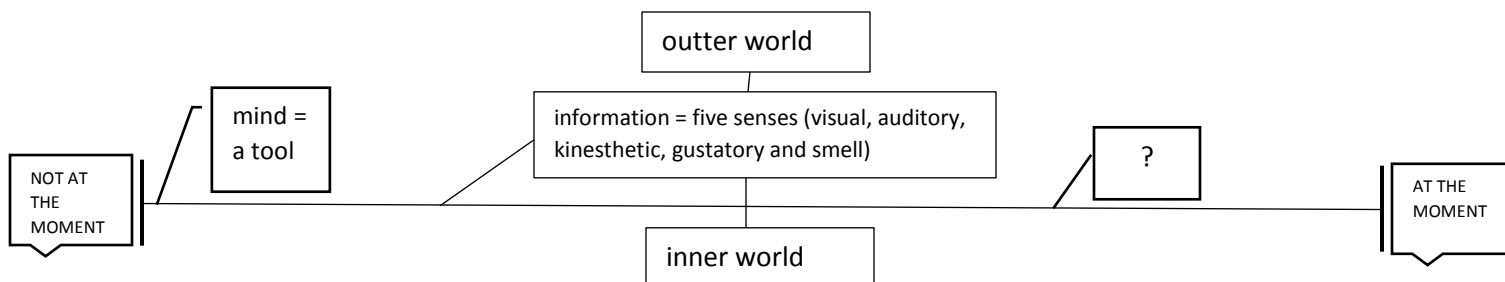 outter world
mind =
a tool
information = five senses (visual, auditory,
kinesthetic, gustatory and smell)
?
NOT AT
THE
MOMENT
AT THE
MOMENT
inner world